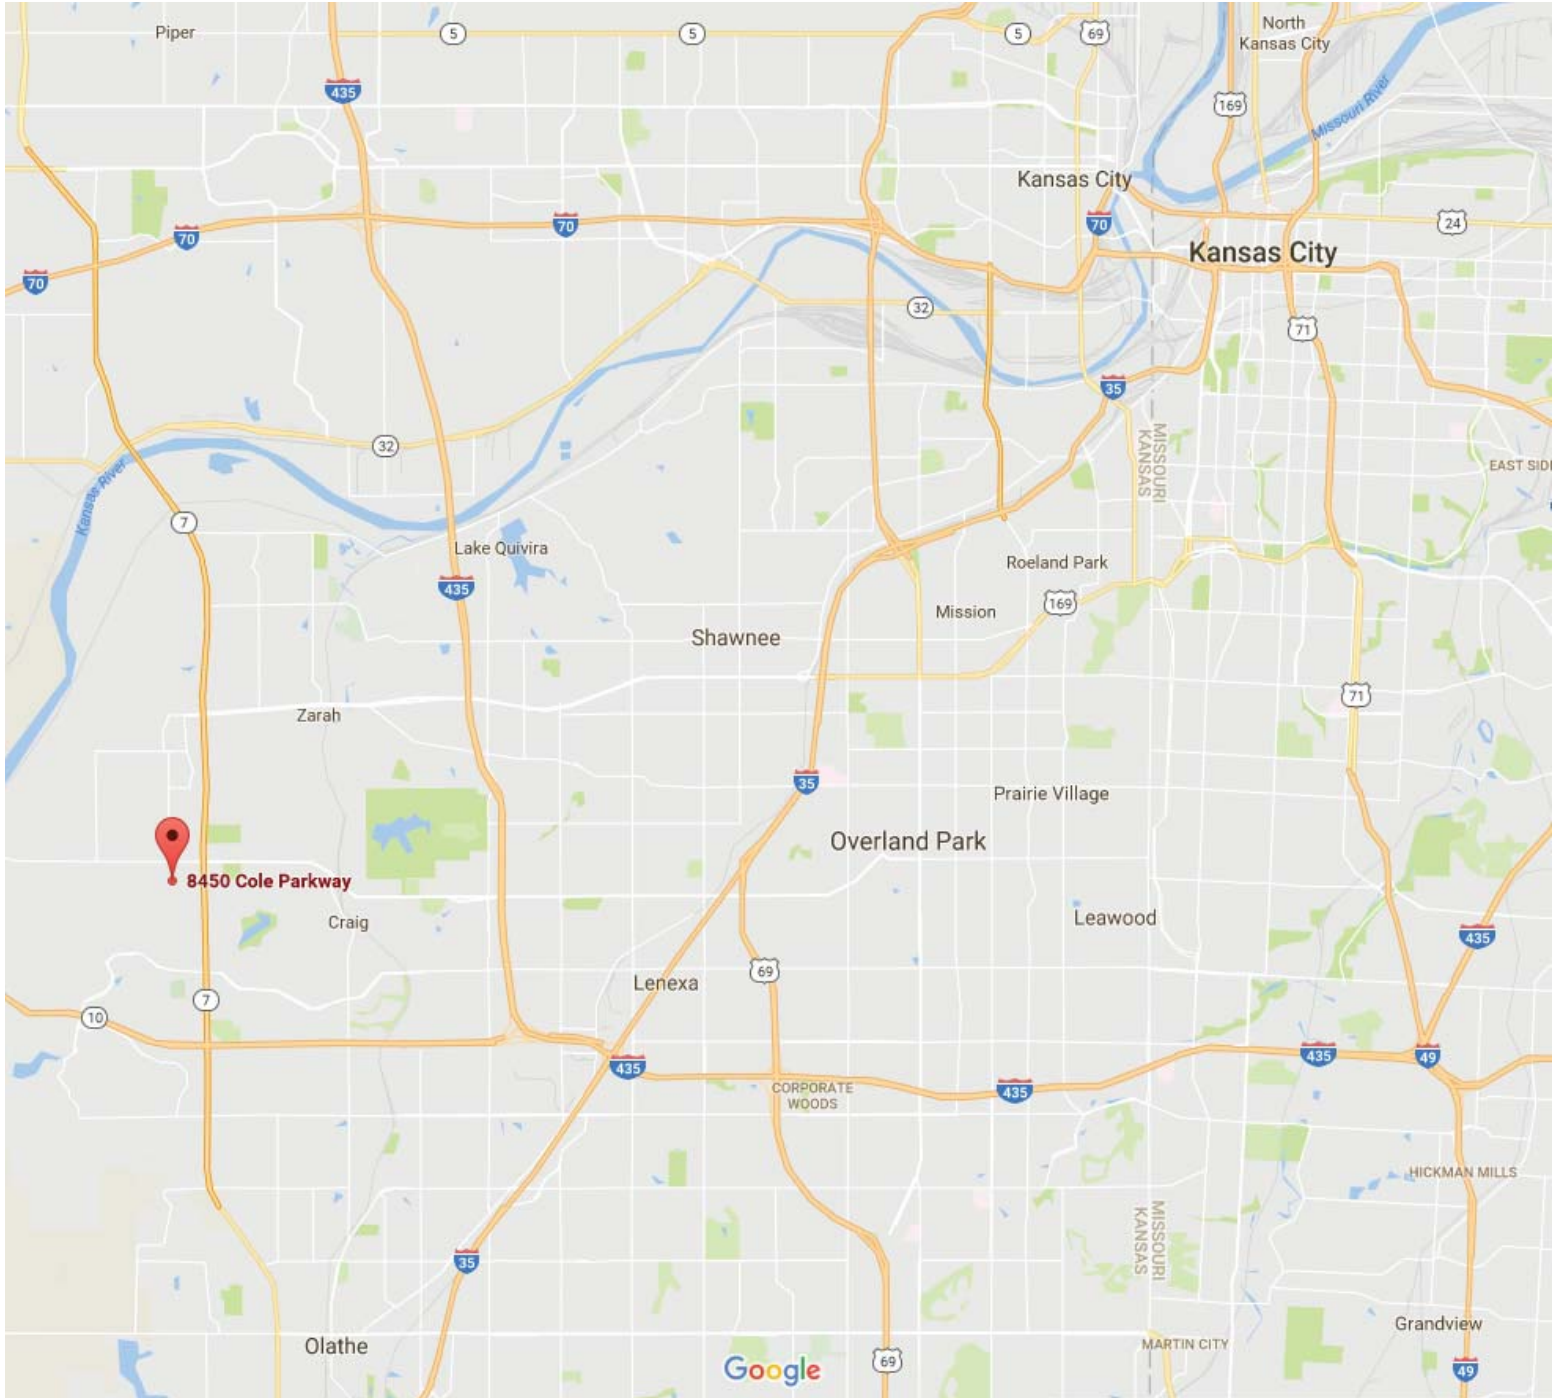 Piper
5
5
5
69
North
Kansas City
435
169
Missouri River
Kansas City
70
70
70
24
Kansas City
70
32
71
35
32
MISSOURI
KANSAS
EAST SIDE
Kansas River
7
Lake Quivira
435
Roeland Park
169
Mission
Shawnee
71
Zarah
35
Prairie Village
Overland Park
8450 Cole Parkway
Craig
Leawood
435
Lenexa
69
7
10
435
435
49
435
CORPORATE
WOODS
HICKMAN MILLS
MISSOURI
KANSAS
35
Grandview
Olathe
MARTIN CITY
69
Google
49